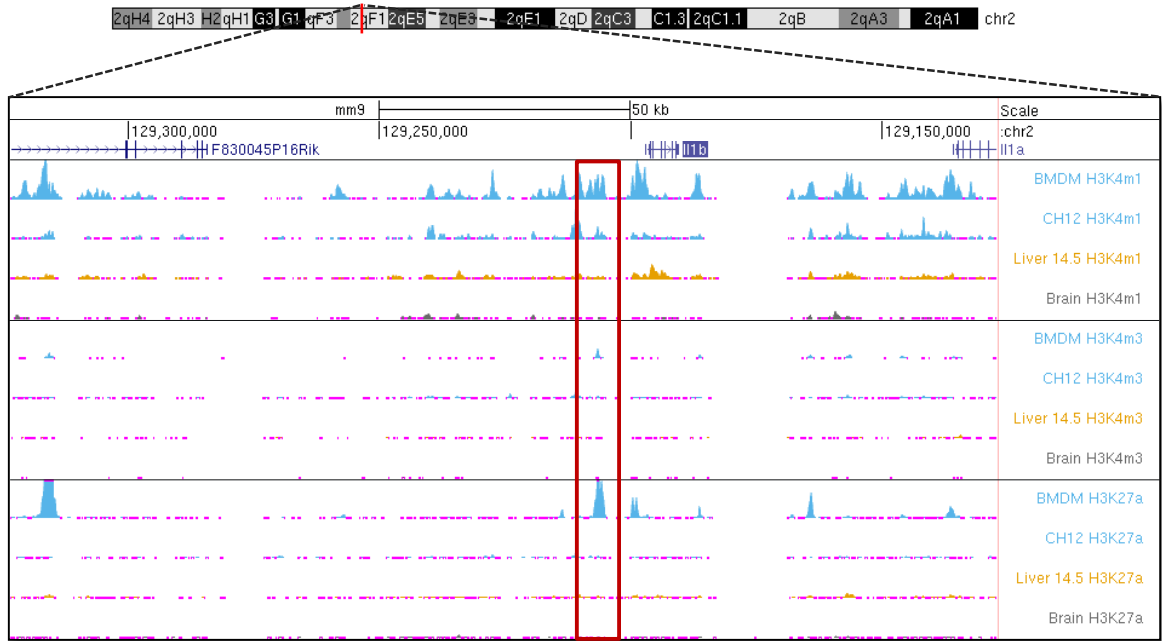 2qH4 2qH3 H2 qH1 G3 G1 qF3 2qF1 2qE5 2qE3 2qE1 2qD 2qC3 C1.3 2qC1.1 2qB 2qA3 2qA1 chr2
mm9 50 kb Scale
129,300,000 129,250,000 129,150,000 :chr2
F830045P16Rik Il1b Il1a
BMDM H3K4m1
CH12 H3K4m1
Liver 14.5 H3K4m1
Brain H3K4m1
BMDM H3K4m3
CH12 H3K4m3
Liver 14.5 H3K4m3
Brain H3K4m3
BMDM H3K27a
CH12 H3K27a
Liver 14.5 H3K27a
Brain H3K27a